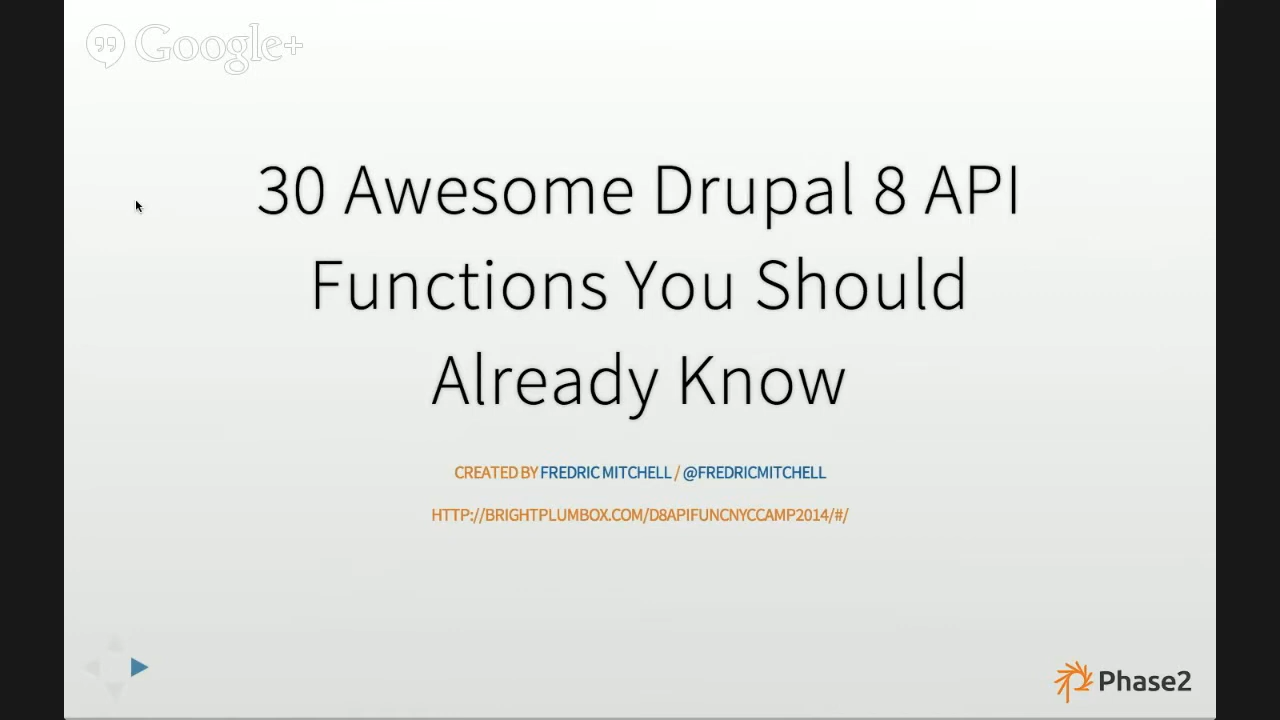 Google+
30 Awesome Drupal 8 API
Functions You Should
Already Know
CREATED BY FREDRIC MITCHELL / @FREDRICMITCHELL
HTTP://BRIGHTPLUMBOX.COM/D8APIFUNCNYCCAMP2014/#/
Phase2